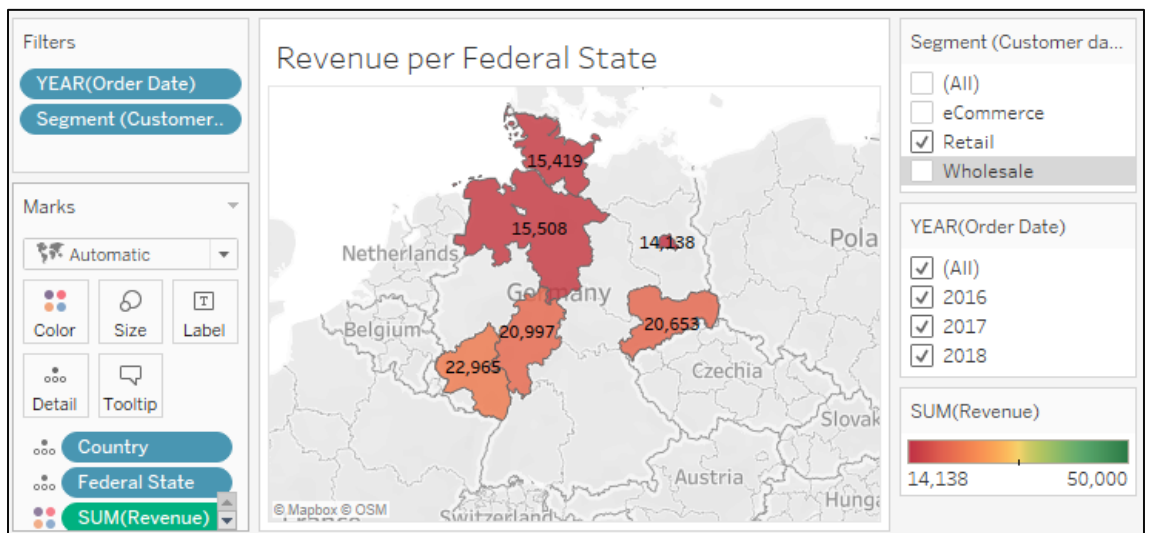 Filters
YEAR(Order Date)
Segment (Customer..
Marks
Automatic
Color
Size
Label
Detail
Tooltip
Country
Federal State
SUM(Revenue)
Revenue per Federal State
15,419
15,508
14,138
Netherlands
Pola
Germany
Belgium
20,997
20,653
22,965
Czechia
Slovak
Austria
Hunga
© Mapbox © OSM
France
Switzerland
Segment (Customer da...
(All)
eCommerce
Retail
Wholesale
YEAR(Order Date)
(All)
2016
2017
2018
SUM(Revenue)
14,138
50,000